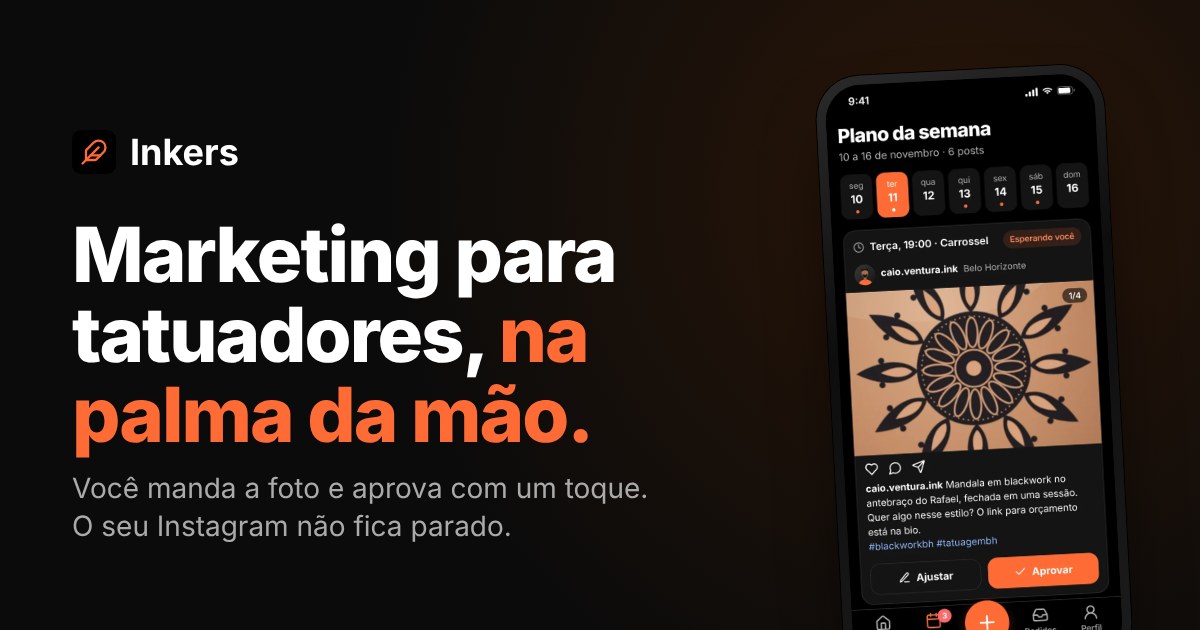 Inkers
Marketing para
tatuadores, na
palma da mão.
Você manda a foto e aprova com um toque.
O seu Instagram não fica parado.
9:41
Plano da semana
10 a 16 de novembro · 6 posts
seg ter qua qui sex sáb dom
10 11 12 13 14 15 16
Terça, 19:00 · Carrossel Esperando você
caio.ventura.ink Belo Horizonte
1/4
caio.ventura.ink Mandala em blackwork no
antebraço do Rafael, fechada em uma sessão.
Quer algo nesse estilo? O link para orçamento
está na bio.
#blackworkbh #tatuagembh
Ajustar Aprovar
3
Perfil